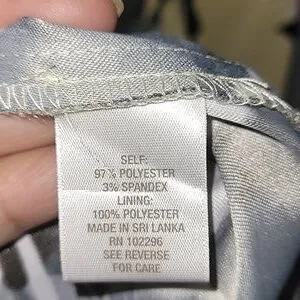 SELF:
97% POLYESTER
3% SPANDEX
LINING:
100% POLYESTER
MADE IN SRI LANKA
RN 102296
SEE REVERSE
FOR CARE